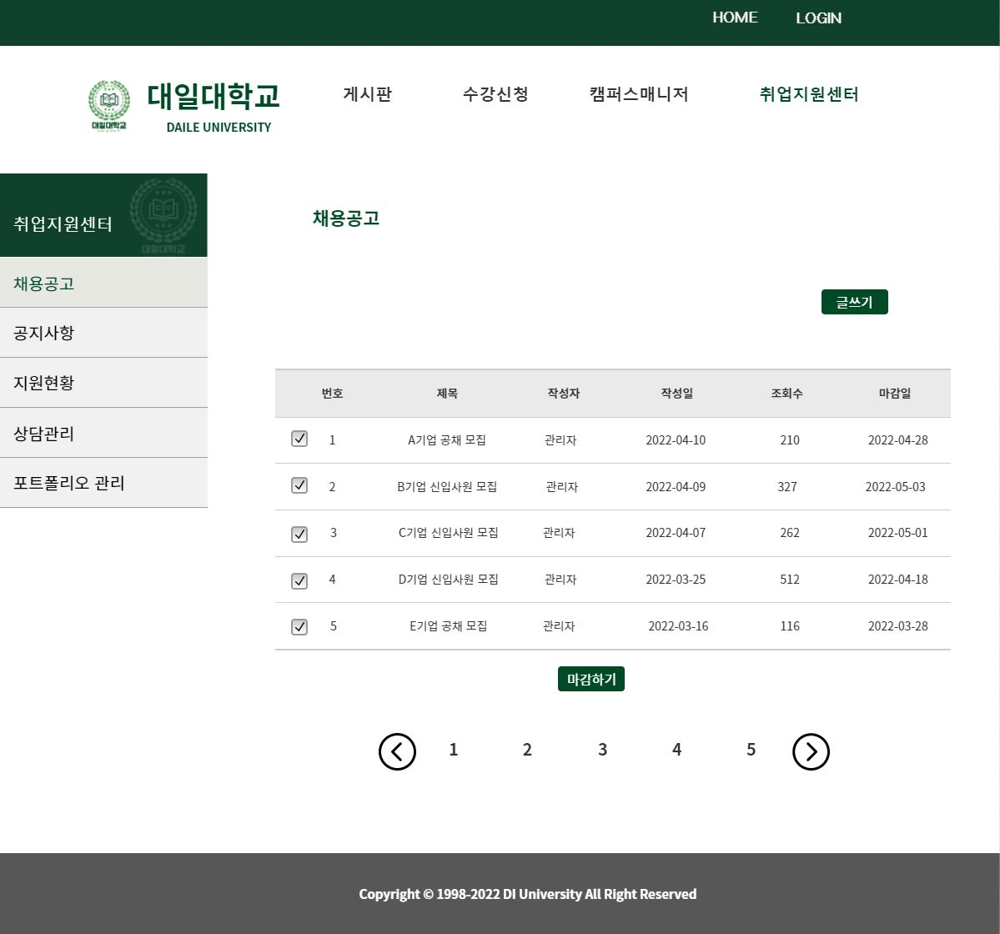 HOME LOGIN
대일대학교
DAILE UNIVERSITY
대일대학교
게시판 수강신청 캠퍼스매니저 취업지원센터
취업지원센터
대일대학교
채용공고
공지사항
지원현황
상담관리
포트폴리오 관리
채용공고
글쓰기
번호 제목 작성자 작성일 조회수 마감일
1 A기업 공채 모집 관리자 2022-04-10 210 2022-04-28
2 B기업 신입사원 모집 관리자 2022-04-09 327 2022-05-03
3 C기업 신입사원 모집 관리자 2022-04-07 262 2022-05-01
4 D기업 신입사원 모집 관리자 2022-03-25 512 2022-04-18
5 E기업 공채 모집 관리자 2022-03-16 116 2022-03-28
마감하기
1 2 3 4 5
Copyright © 1998-2022 DI University All Right Reserved